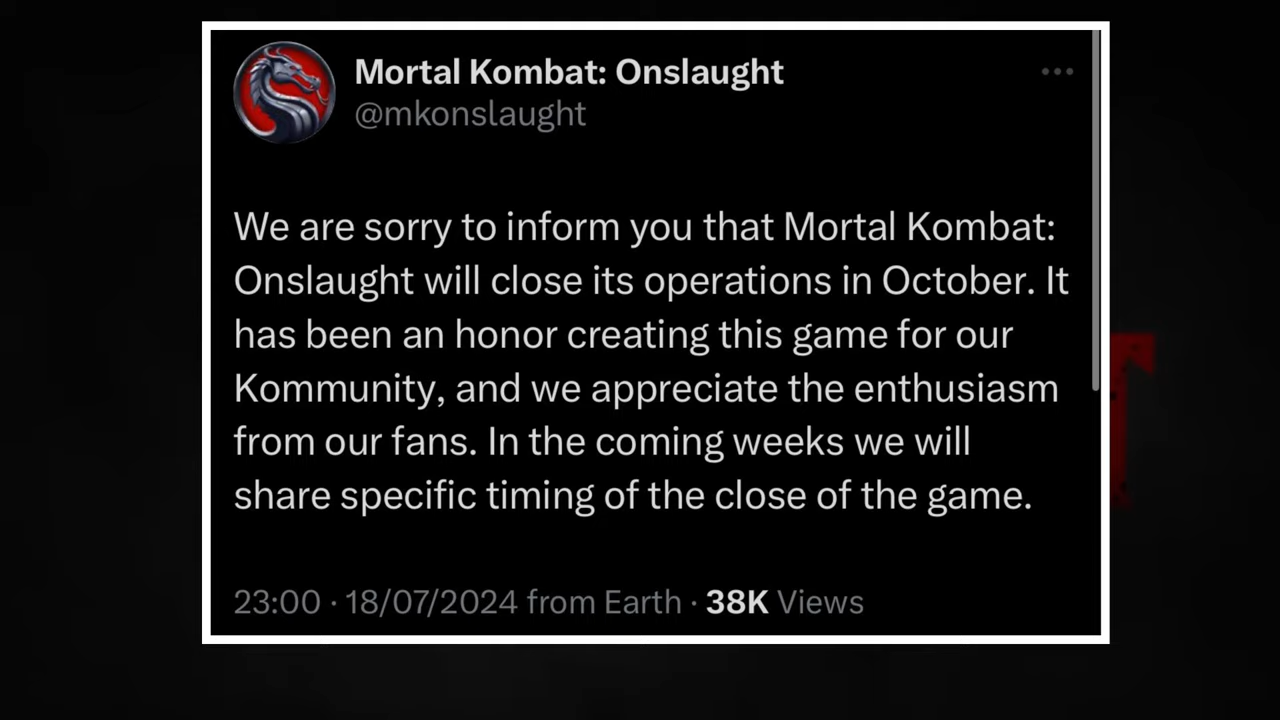 Mortal Kombat: Onslaught
@mkonslaught
We are sorry to inform you that Mortal Kombat:
Onslaught will close its operations in October. It
has been an honor creating this game for our
Kommunity, and we appreciate the enthusiasm
from our fans. In the coming weeks we will
share specific timing of the close of the game.
23:00 · 18/07/2024 from Earth · 38K Views